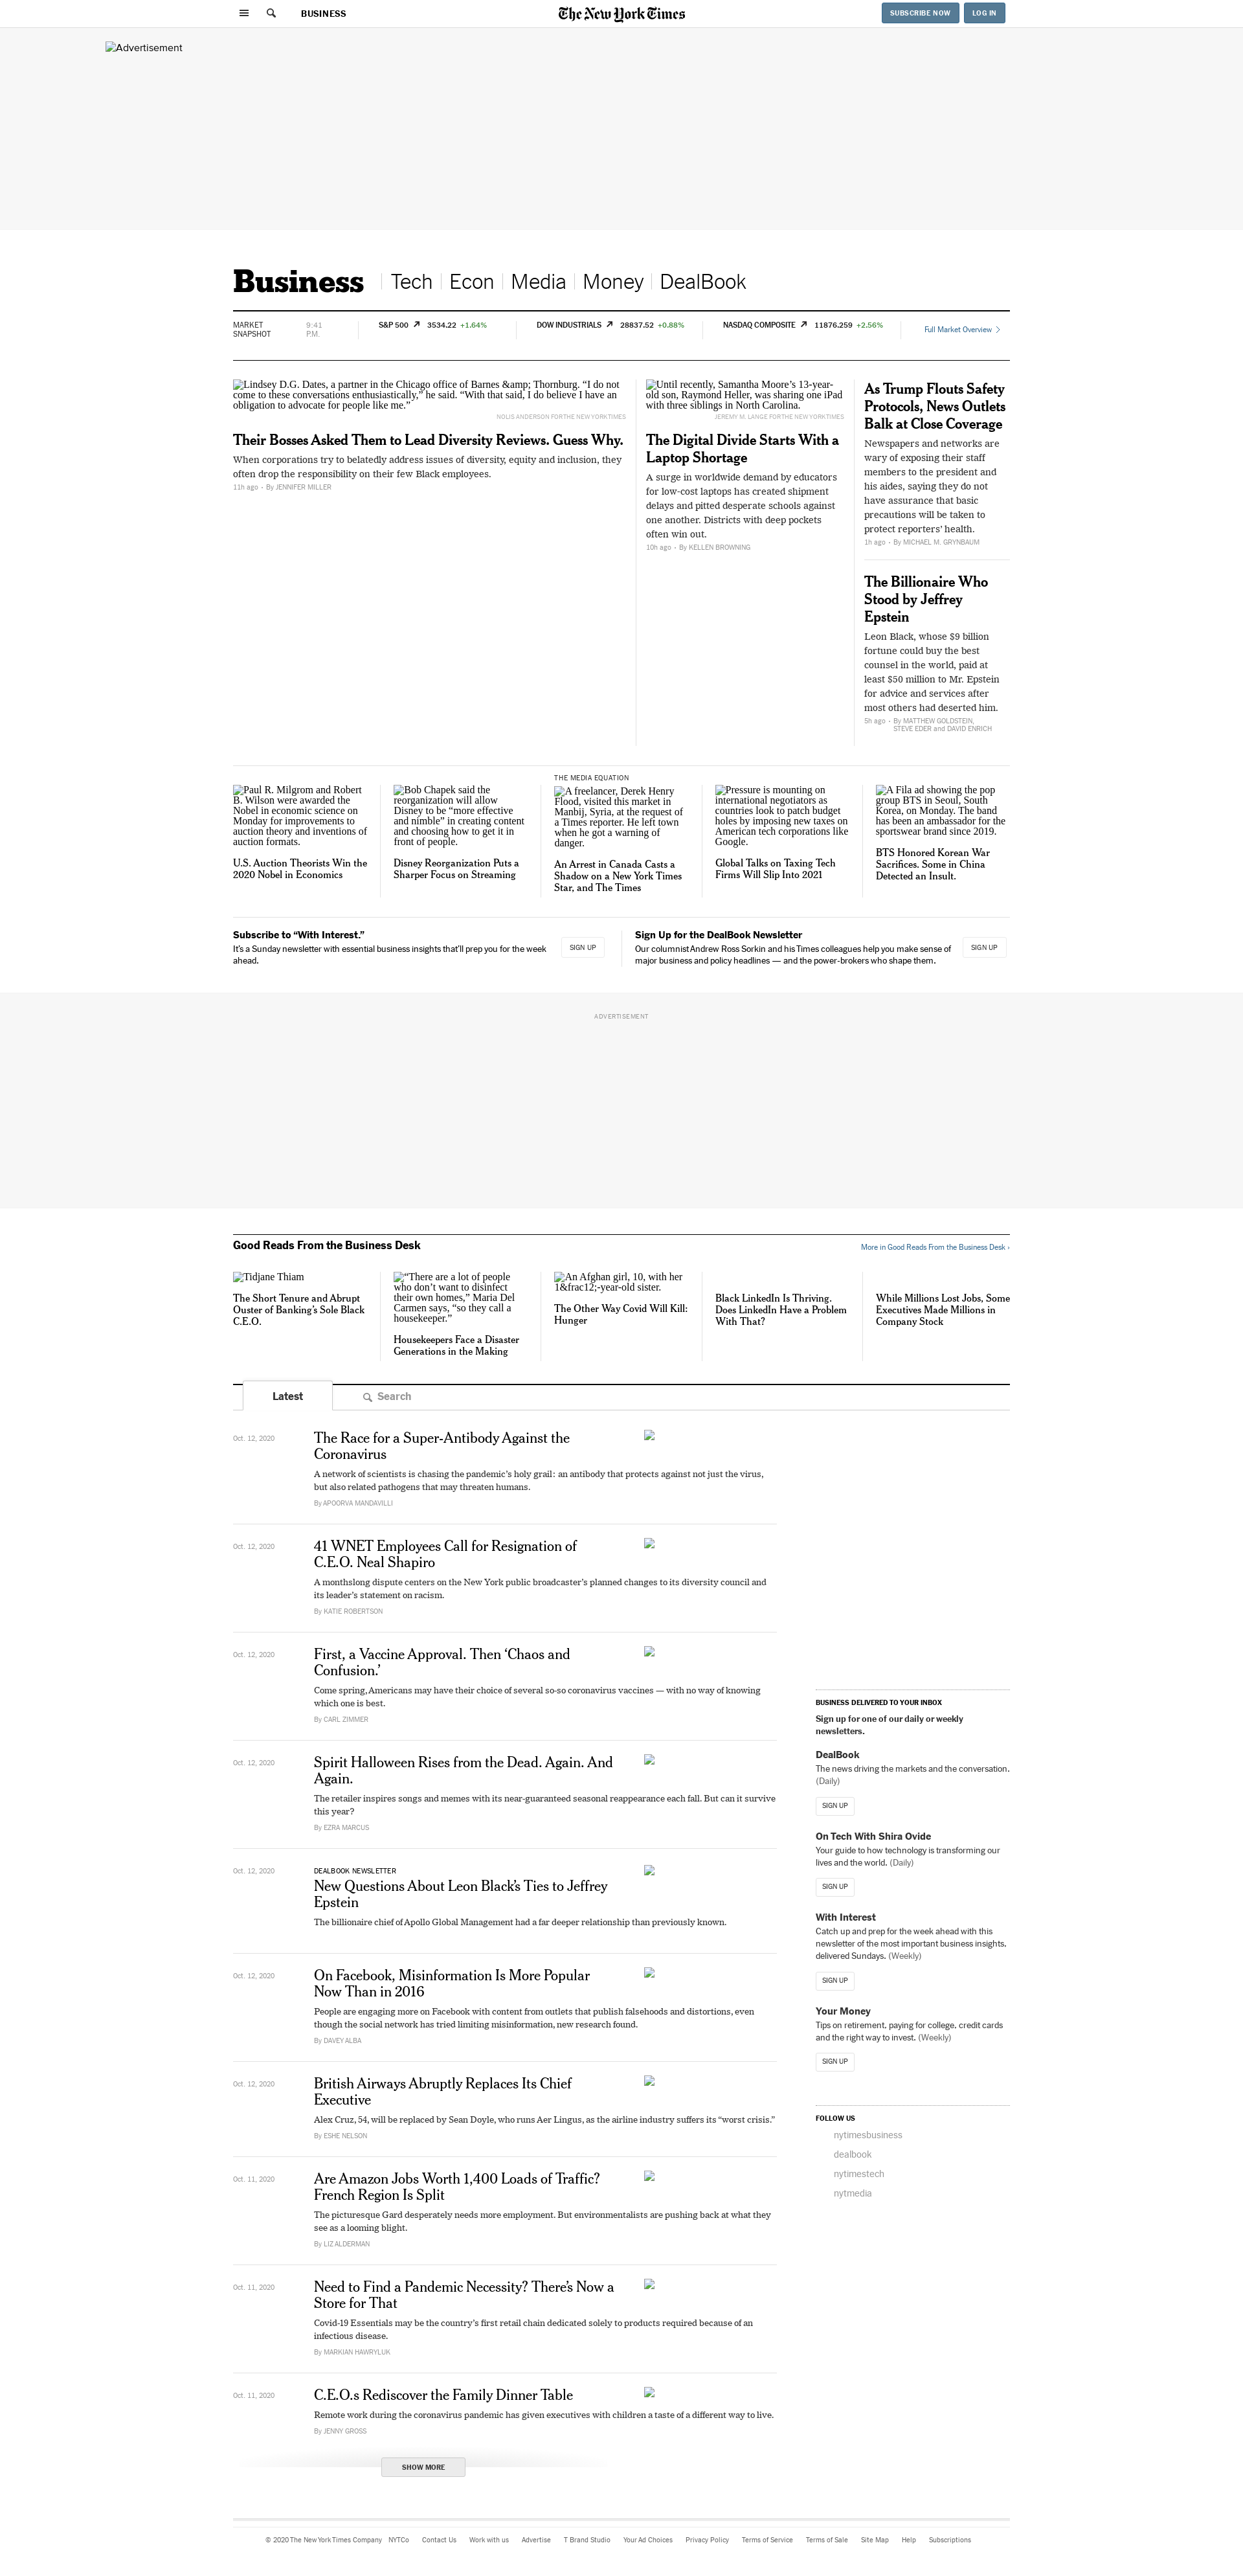 BUSINESS
The New York Times
SUBSCRIBE NOW
LOG IN
Advertisement
Business
Tech
Econ
Media
Money
DealBook
MARKET
SNAPSHOT
9:41
P.M.
S&P 500 3534.22 +1.64%
DOW INDUSTRIALS 28837.52 +0.88%
NASDAQ COMPOSITE 11876.259 +2.56%
Full Market Overview
Lindsey D.G. Dates, a partner in the Chicago office of Barnes &amp; Thornburg. “I do not
come to these conversations enthusiastically,” he said. “With that said, I do believe I have an
obligation to advocate for people like me.”
NOLIS ANDERSON FOR THE NEW YORK TIMES
Their Bosses Asked Them to Lead Diversity Reviews. Guess Why.
When corporations try to belatedly address issues of diversity, equity and inclusion, they
often drop the responsibility on their few Black employees.
11h ago • By JENNIFER MILLER
Until recently, Samantha Moore’s 13-year-
old son, Raymond Heller, was sharing one iPad
with three siblings in North Carolina.
JEREMY M. LANGE FOR THE NEW YORK TIMES
The Digital Divide Starts With a
Laptop Shortage
A surge in worldwide demand by educators
for low-cost laptops has created shipment
delays and pitted desperate schools against
one another. Districts with deep pockets
often win out.
10h ago • By KELLEN BROWNING
As Trump Flouts Safety
Protocols, News Outlets
Balk at Close Coverage
Newspapers and networks are
wary of exposing their staff
members to the president and
his aides, saying they do not
have assurance that basic
precautions will be taken to
protect reporters’ health.
1h ago • By MICHAEL M. GRYNBAUM
The Billionaire Who
Stood by Jeffrey
Epstein
Leon Black, whose $9 billion
fortune could buy the best
counsel in the world, paid at
least $50 million to Mr. Epstein
for advice and services after
most others had deserted him.
5h ago • By MATTHEW GOLDSTEIN,
STEVE EDER and DAVID ENRICH
Paul R. Milgrom and Robert
B. Wilson were awarded the
Nobel in economic science on
Monday for improvements to
auction theory and inventions of
auction formats.
U.S. Auction Theorists Win the
2020 Nobel in Economics
Bob Chapek said the
reorganization will allow
Disney to be “more effective
and nimble” in creating content
and choosing how to get it in
front of people.
Disney Reorganization Puts a
Sharper Focus on Streaming
THE MEDIA EQUATION
A freelancer, Derek Henry
Flood, visited this market in
Manbij, Syria, at the request of
a Times reporter. He left town
when he got a warning of
danger.
An Arrest in Canada Casts a
Shadow on a New York Times
Star, and The Times
Pressure is mounting on
international negotiators as
countries look to patch budget
holes by imposing new taxes on
American tech corporations like
Google.
Global Talks on Taxing Tech
Firms Will Slip Into 2021
A Fila ad showing the pop
group BTS in Seoul, South
Korea, on Monday. The band
has been an ambassador for the
sportswear brand since 2019.
BTS Honored Korean War
Sacrifices. Some in China
Detected an Insult.
Subscribe to “With Interest.”
It’s a Sunday newsletter with essential business insights that’ll prep you for the week
ahead.
SIGN UP
Sign Up for the DealBook Newsletter
Our columnist Andrew Ross Sorkin and his Times colleagues help you make sense of
major business and policy headlines — and the power-brokers who shape them.
SIGN UP
ADVERTISEMENT
Good Reads From the Business Desk
More in Good Reads From the Business Desk ›
Tidjane Thiam
The Short Tenure and Abrupt
Ouster of Banking’s Sole Black
C.E.O.
“There are a lot of people
who don’t want to disinfect
their own homes,” Maria Del
Carmen says, “so they call a
housekeeper.”
Housekeepers Face a Disaster
Generations in the Making
An Afghan girl, 10, with her
1&frac12;-year-old sister.
The Other Way Covid Will Kill:
Hunger
Black LinkedIn Is Thriving.
Does LinkedIn Have a Problem
With That?
While Millions Lost Jobs, Some
Executives Made Millions in
Company Stock
Latest
Search
Oct. 12, 2020
The Race for a Super-Antibody Against the
Coronavirus
A network of scientists is chasing the pandemic’s holy grail: an antibody that protects against not just the virus,
but also related pathogens that may threaten humans.
By APOORVA MANDAVILLI
Oct. 12, 2020
41 WNET Employees Call for Resignation of
C.E.O. Neal Shapiro
A monthslong dispute centers on the New York public broadcaster’s planned changes to its diversity council and
its leader’s statement on racism.
By KATIE ROBERTSON
Oct. 12, 2020
First, a Vaccine Approval. Then ‘Chaos and
Confusion.’
Come spring, Americans may have their choice of several so-so coronavirus vaccines — with no way of knowing
which one is best.
By CARL ZIMMER
Oct. 12, 2020
Spirit Halloween Rises from the Dead. Again. And
Again.
The retailer inspires songs and memes with its near-guaranteed seasonal reappearance each fall. But can it survive
this year?
By EZRA MARCUS
Oct. 12, 2020
DEALBOOK NEWSLETTER
New Questions About Leon Black’s Ties to Jeffrey
Epstein
The billionaire chief of Apollo Global Management had a far deeper relationship than previously known.
Oct. 12, 2020
On Facebook, Misinformation Is More Popular
Now Than in 2016
People are engaging more on Facebook with content from outlets that publish falsehoods and distortions, even
though the social network has tried limiting misinformation, new research found.
By DAVEY ALBA
Oct. 12, 2020
British Airways Abruptly Replaces Its Chief
Executive
Alex Cruz, 54, will be replaced by Sean Doyle, who runs Aer Lingus, as the airline industry suffers its “worst crisis.”
By ESHE NELSON
Oct. 11, 2020
Are Amazon Jobs Worth 1,400 Loads of Traffic?
French Region Is Split
The picturesque Gard desperately needs more employment. But environmentalists are pushing back at what they
see as a looming blight.
By LIZ ALDERMAN
Oct. 11, 2020
Need to Find a Pandemic Necessity? There’s Now a
Store for That
Covid-19 Essentials may be the country’s first retail chain dedicated solely to products required because of an
infectious disease.
By MARKIAN HAWRYLUK
Oct. 11, 2020
C.E.O.s Rediscover the Family Dinner Table
Remote work during the coronavirus pandemic has given executives with children a taste of a different way to live.
By JENNY GROSS
SHOW MORE
BUSINESS DELIVERED TO YOUR INBOX
Sign up for one of our daily or weekly
newsletters.
DealBook
The news driving the markets and the conversation.
(Daily)
SIGN UP
On Tech With Shira Ovide
Your guide to how technology is transforming our
lives and the world. (Daily)
SIGN UP
With Interest
Catch up and prep for the week ahead with this
newsletter of the most important business insights,
delivered Sundays. (Weekly)
SIGN UP
Your Money
Tips on retirement, paying for college, credit cards
and the right way to invest. (Weekly)
SIGN UP
FOLLOW US
nytimesbusiness
dealbook
nytimestech
nytmedia
© 2020 The New York Times Company NYTCo Contact Us Work with us Advertise T Brand Studio Your Ad Choices Privacy Policy Terms of Service Terms of Sale Site Map Help Subscriptions